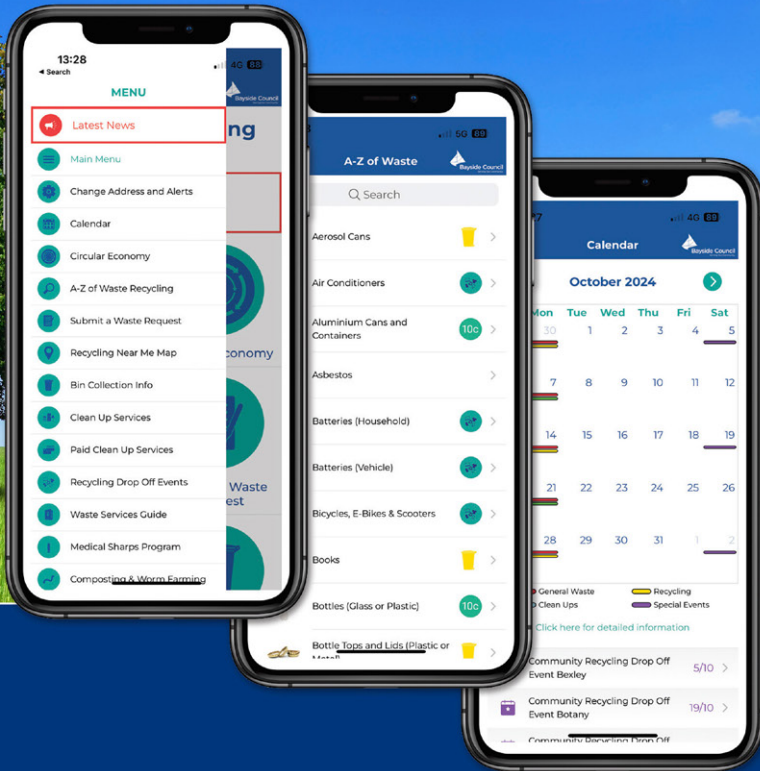 13:28
◄ Search
4G 88
MENU
Bayside Council
Latest News
Main Menu
Change Address and Alerts
Calendar
Circular Economy
A-Z of Waste Recycling
Submit a Waste Request
Recycling Near Me Map
Bin Collection Info
Clean Up Services
Paid Clean Up Services
Recycling Drop Off Events
Waste Services Guide
Medical Sharps Program
Composting & Worm Farming
ng
conomy
Waste
est
5G 89
A-Z of Waste
Bayside Council
Search
Aerosol Cans
Air Conditioners
Aluminium Cans and
Containers
10c
Asbestos
Batteries (Household)
Batteries (Vehicle)
Bicycles, E-Bikes & Scooters
Books
Bottles (Glass or Plastic)
10c
Bottle Tops and Lids (Plastic or
Metal)
4G 89
Calendar
Bayside Council
October 2024
Mon Tue Wed Thu Fri Sat
30 1 2 3 4 5
7 8 9 10 11 12
14 15 16 17 18 19
21 22 23 24 25 26
28 29 30 31 1 2
General Waste Recycling
Clean Ups Special Events
Click here for detailed information
Community Recycling Drop Off
Event Bexley
5/10
Community Recycling Drop Off
Event Botany
19/10
Community Recycling Drop Off